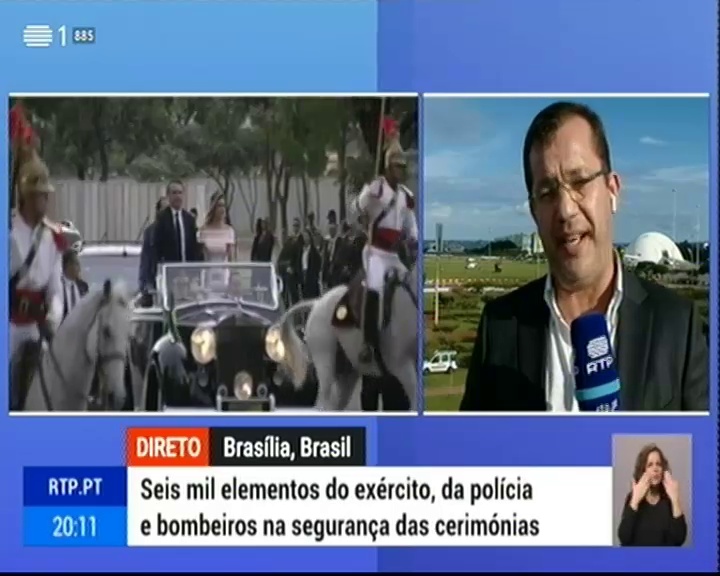 1 885
RTP
DIRETO Brasília, Brasil
RTP.PT
Seis mil elementos do exército, da polícia
20:11
e bombeiros na segurança das cerimónias